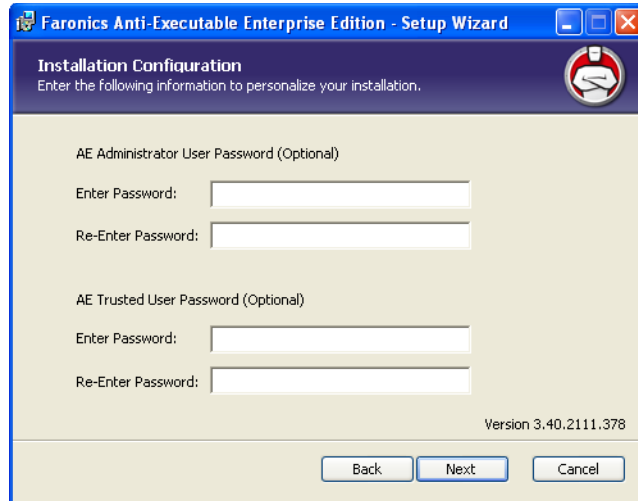 Faronics Anti-Executable Enterprise Edition - Setup Wizard
Installation Configuration
Enter the following information to personalize your installation.
AE Administrator User Password (Optional)
Enter Password:
Re-Enter Password:
AE Trusted User Password (Optional)
Enter Password:
Re-Enter Password:
Version 3.40.2111.378
Back Next Cancel